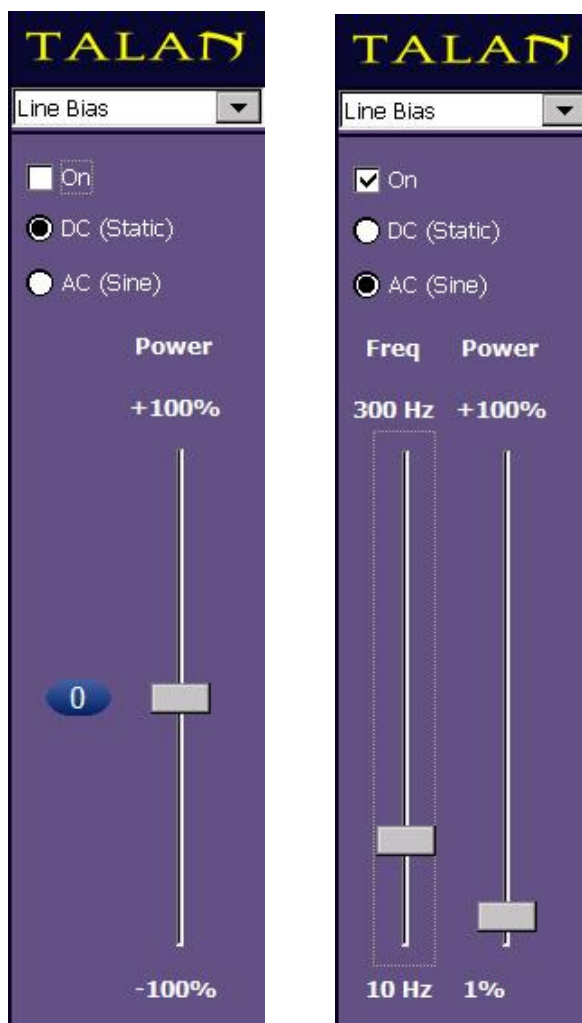 TALAN
Line Bias
On
DC (Static)
AC (Sine)
Power
+100%
0
-100%
TALAN
Line Bias
On
DC (Static)
AC (Sine)
Freq Power
300 Hz +100%
10 Hz 1%